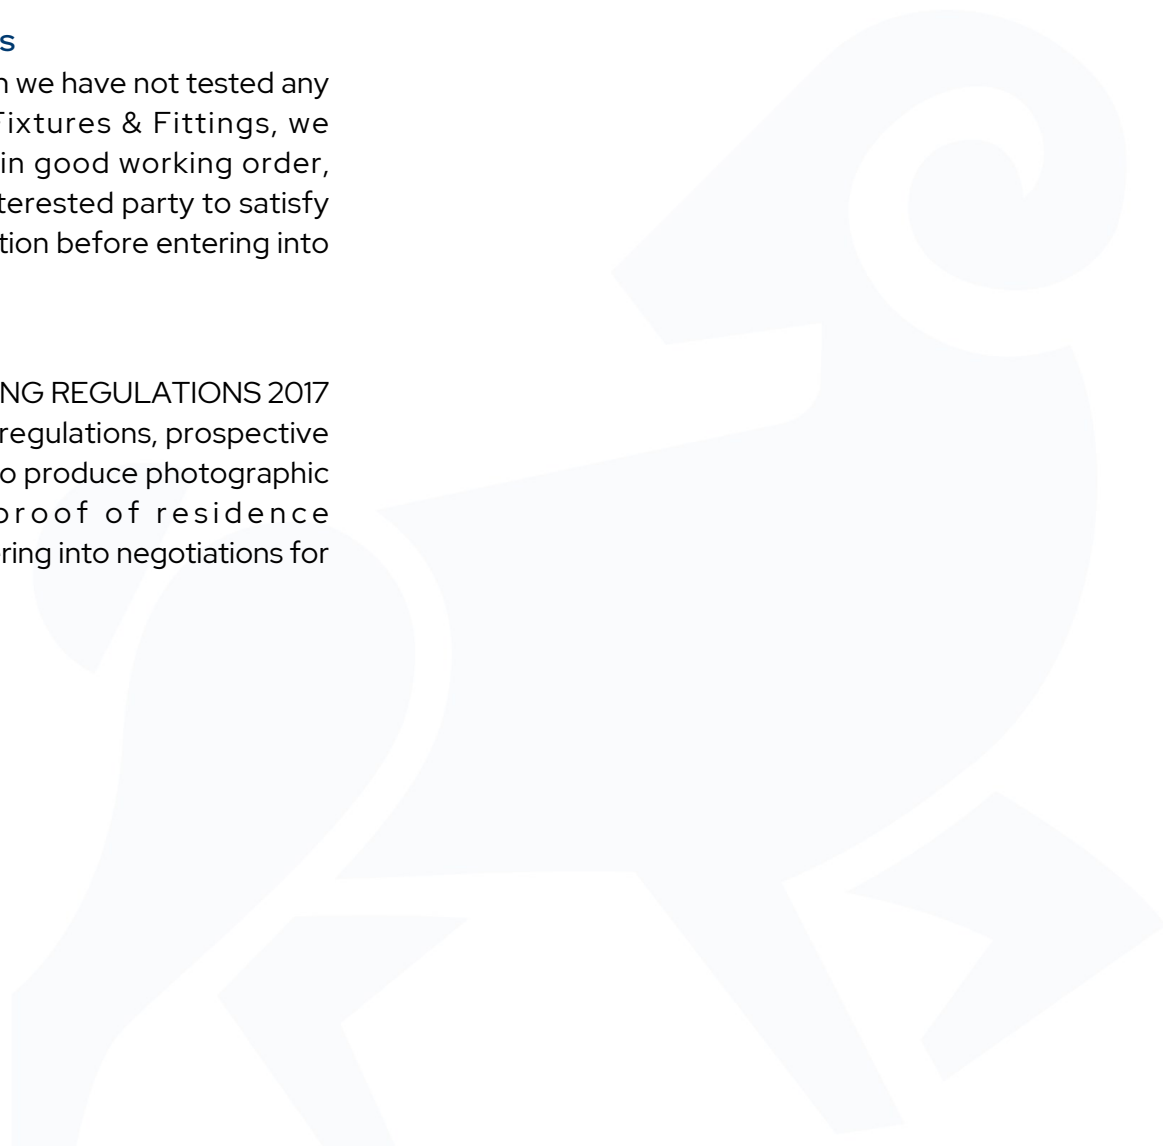 s
n we have not tested any
Fixtures & Fittings, we
in good working order,
terested party to satisfy
tion before entering into
NG REGULATIONS 2017
regulations, prospective
o produce photographic
proof of residence
ring into negotiations for